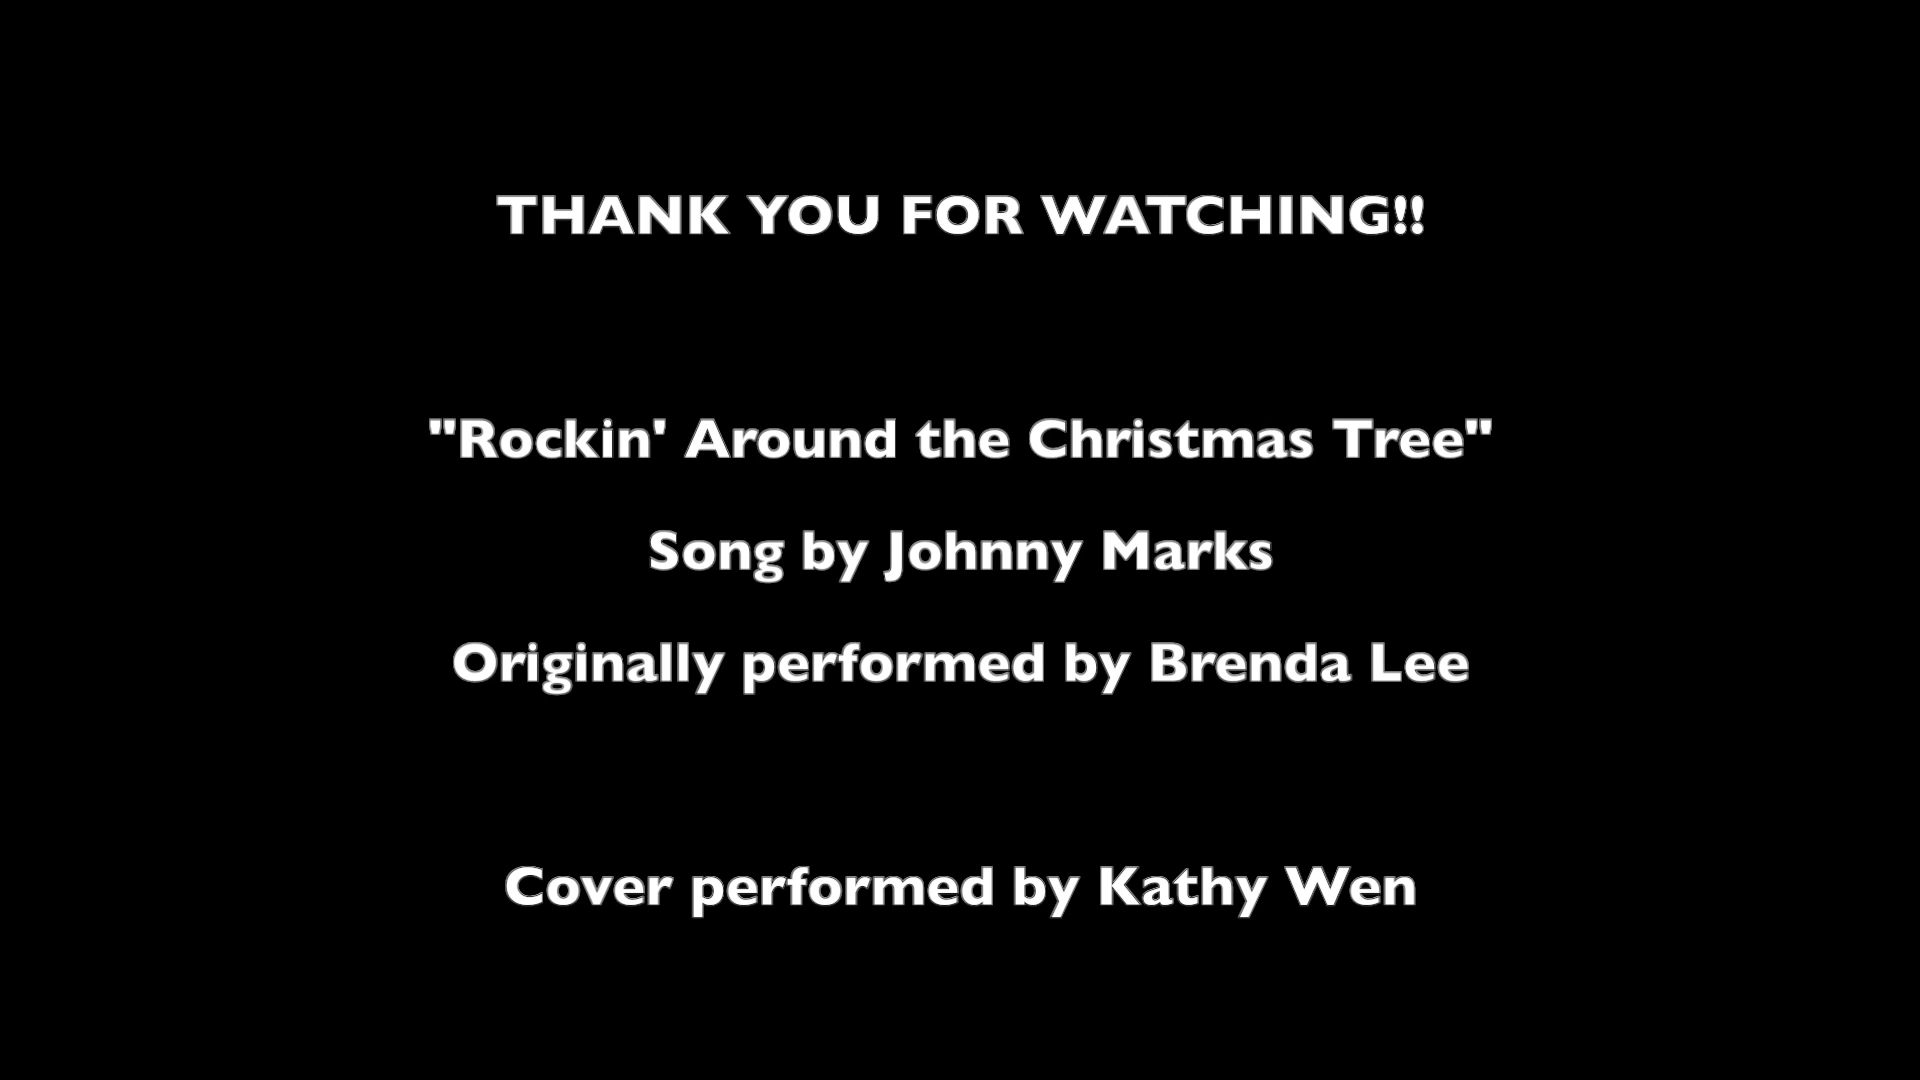 THANK YOU FOR WATCHING!!
"Rockin' Around the Christmas Tree"
Song by Johnny Marks
Originally performed by Brenda Lee
Cover performed by Kathy Wen